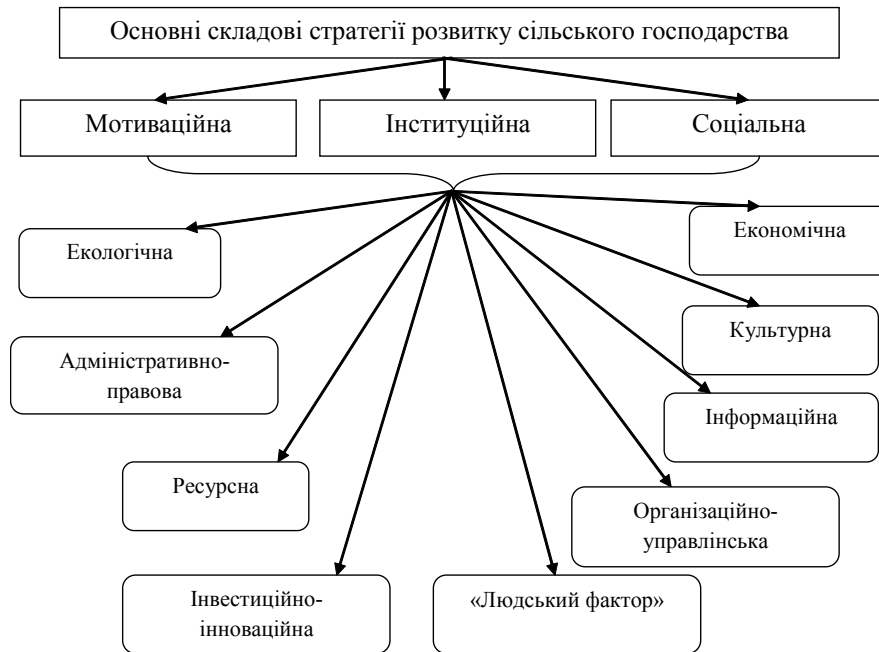 Основні складові стратегії розвитку сільського господарства
Мотиваційна
Інституційна
Соціальна
Економічна
Екологічна
Культурна
Адміністративно-
правова
Інформаційна
Ресурсна
Організаційно-
управлінська
Інвестиційно-
інноваційна
«Людський фактор»